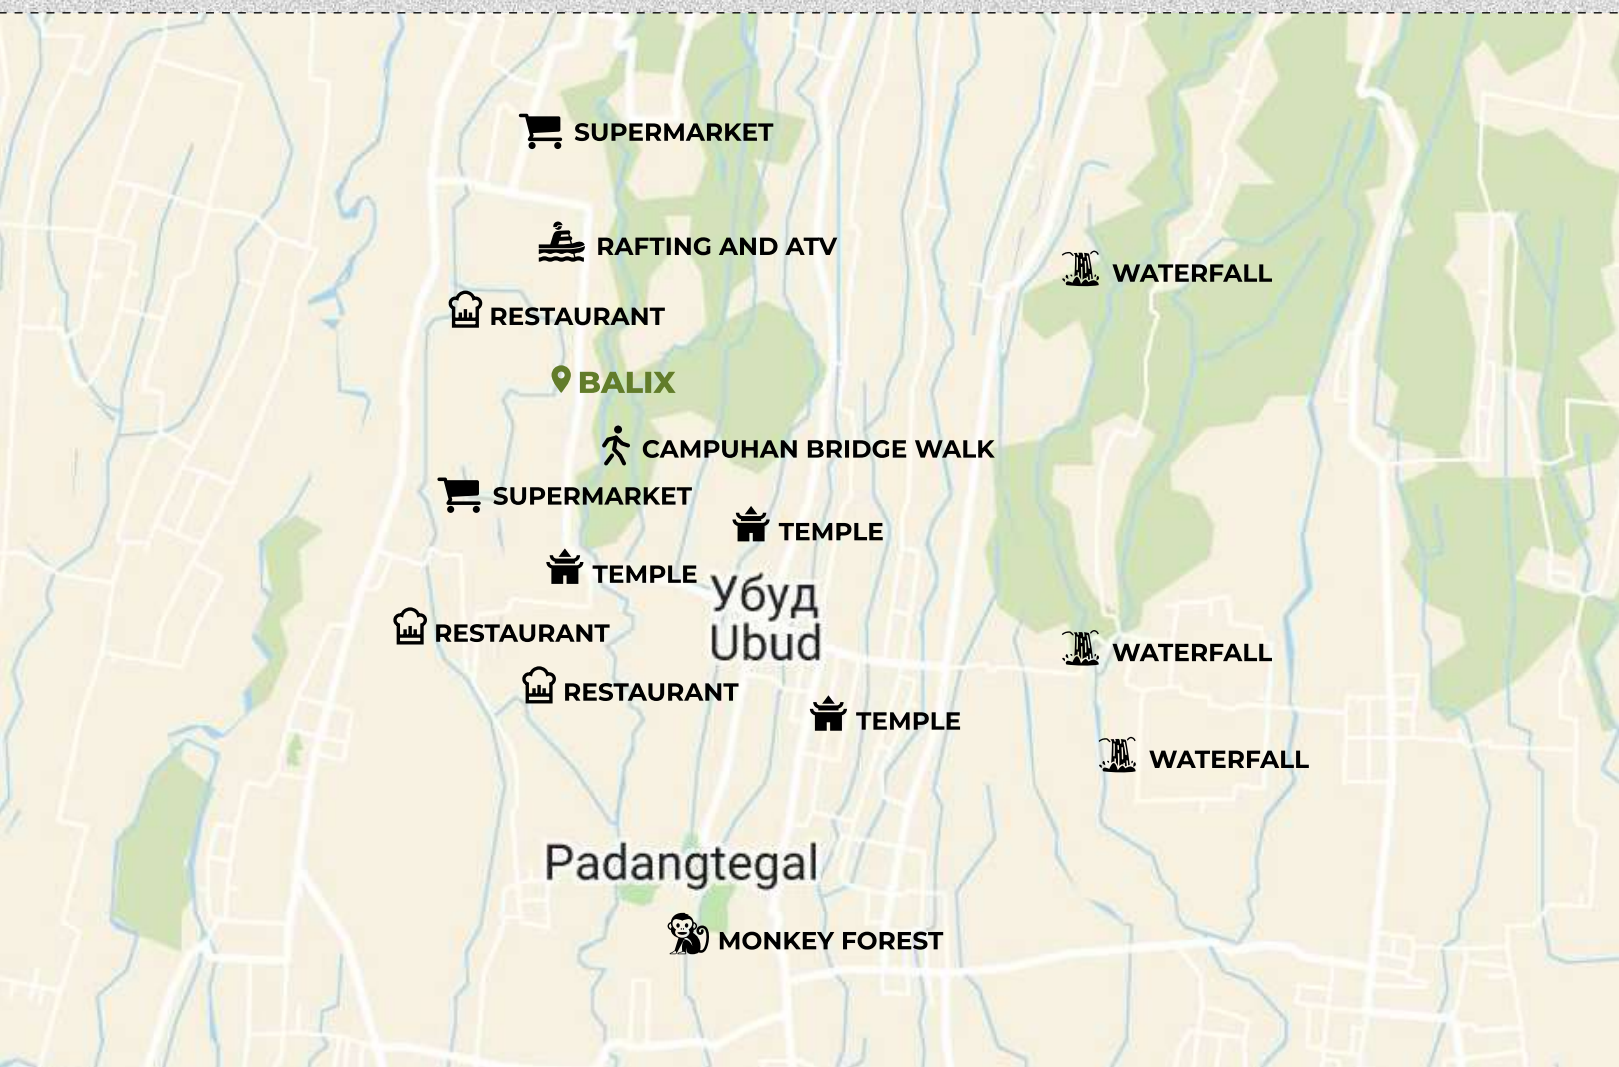 SUPERMARKET
RAFTING AND ATV
WATERFALL
RESTAURANT
BALIX
CAMPUHAN BRIDGE WALK
SUPERMARKET
TEMPLE
TEMPLE
Убуд
Ubud
RESTAURANT
WATERFALL
RESTAURANT
TEMPLE
WATERFALL
Padangtegal
MONKEY FOREST